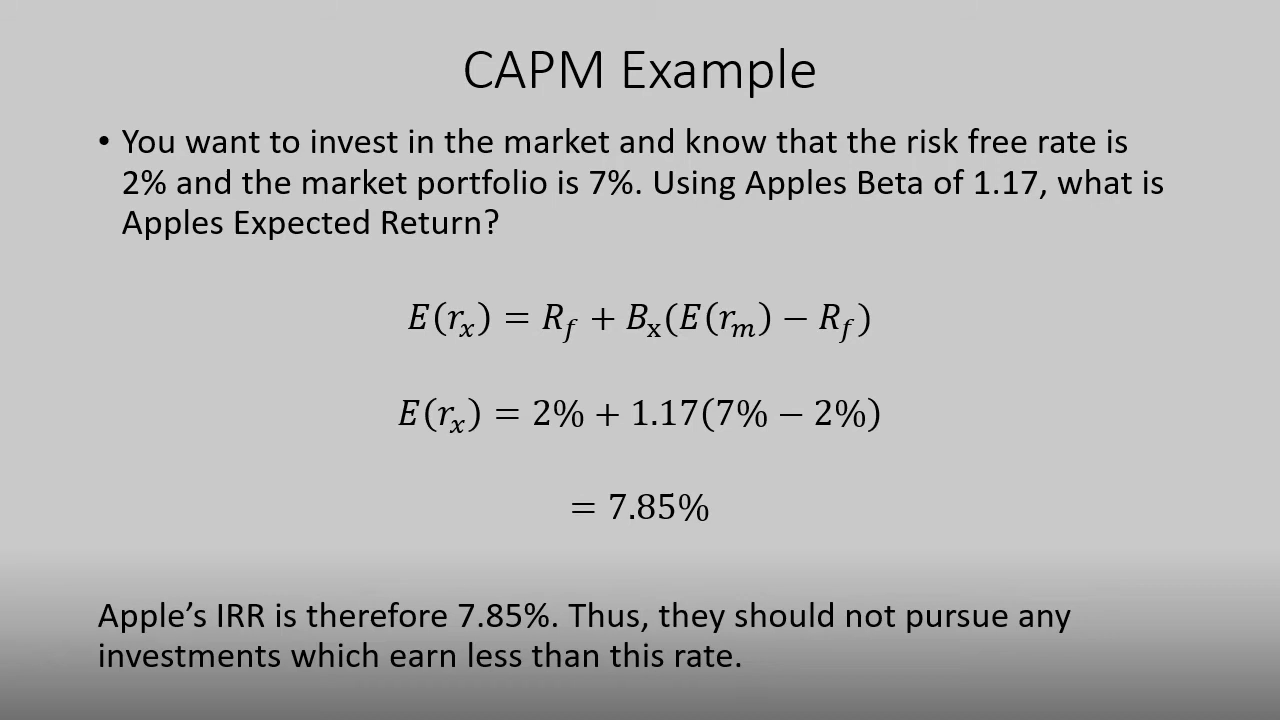 CAPM Example
• You want to invest in the market and know that the risk free rate is
2% and the market portfolio is 7%. Using Apples Beta of 1.17, what is
Apples Expected Return?
E(rₓ) = R_f + Bₓ(E(r_m) − R_f)
E(rₓ) = 2% + 1.17(7% − 2%)
= 7.85%
Apple’s IRR is therefore 7.85%. Thus, they should not pursue any
investments which earn less than this rate.